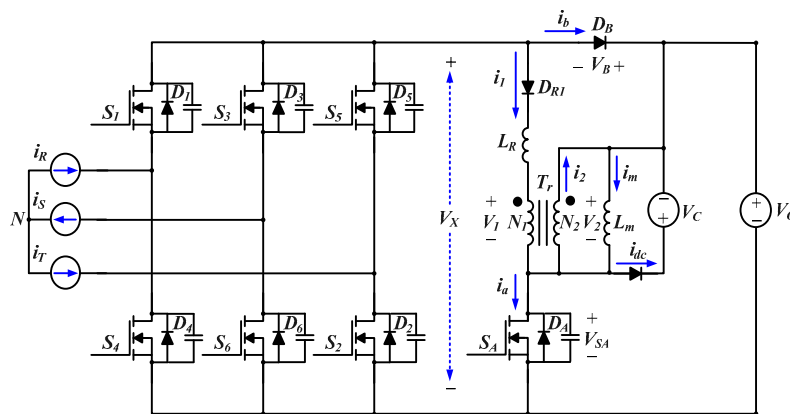 i_b D_B
− V_B +
+
i_1
D_R1
S_1 D_1 S_3 D_3 S_5 D_5
L_R
i_R
T_r i_2 i_m
i_S
N
+ V_1 − N_1 N_2 + V_2 − L_m
− + V_C
+ −
V_X
i_T
i_dc
i_a
S_4 D_4 S_6 D_6 S_2 D_2
S_A D_A + V_SA −
−